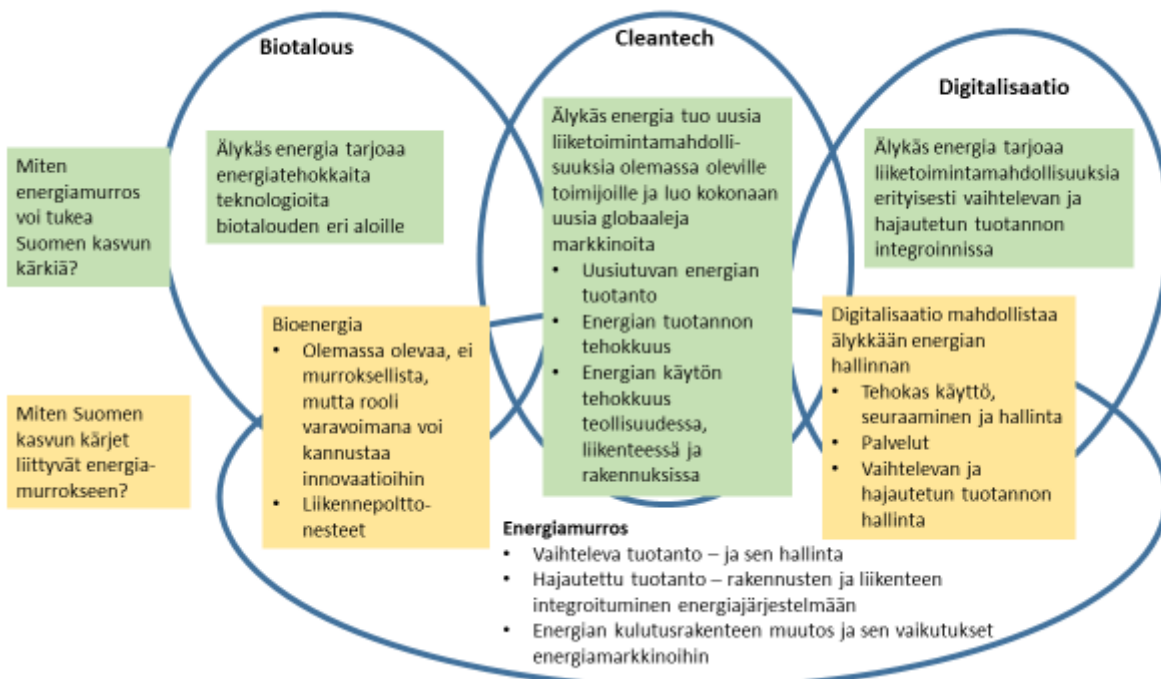 Biotalous
Cleantech
Digitalisaatio
Miten
energiamurros
voi tukea
Suomen kasvun
kärkiä?
Älykäs energia tarjoaa
energiatehokkaita
teknologioita
biotalouden eri aloille
Älykäs energia tuo uusia
liiketoimintamahdolli-
suuksia olemassa oleville
toimijoille ja luo kokonaan
uusia globaaleja
markkinoita
• Uusiutuvan energian
tuotanto
• Energian tuotannon
tehokkuus
• Energian käytön
tehokkuus
teollisuudessa,
liikenteessä ja
rakennuksissa
Älykäs energia tarjoaa
liiketoimintamahdollisuuksia
erityisesti vaihtelevan ja
hajautetun tuotannon
integroinnissa
Miten Suomen
kasvun kärjet
liittyvät energia-
murrokseen?
Bioenergia
• Olemassa olevaa, ei
murroksellista,
mutta rooli
varavoimana voi
kannustaa
innovaatioihin
• Liikennepoltto-
nesteet
Digitalisaatio mahdollistaa
älykkään energian
hallinnan
• Tehokas käyttö,
seuraaminen ja hallinta
• Palvelut
• Vaihtelevan ja
hajautetun tuotannon
hallinta
Energiamurros
• Vaihteleva tuotanto – ja sen hallinta
• Hajautettu tuotanto – rakennusten ja liikenteen
integroituminen energiajärjestelmään
• Energian kulutusrakenteen muutos ja sen vaikutukset
energiamarkkinoihin